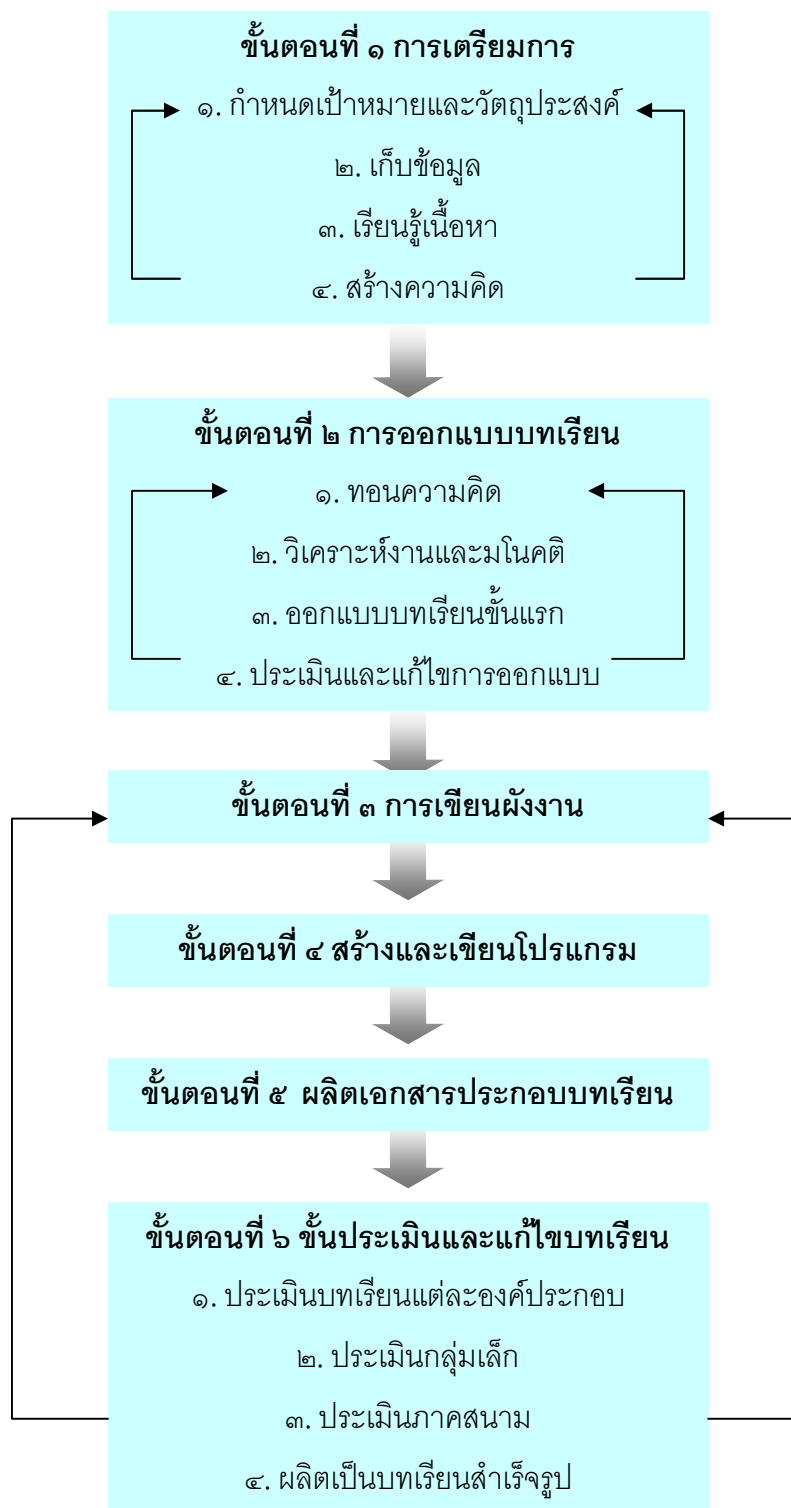 ขั้นตอนที่ ๑ การเตรียมการ
๑. กำหนดเป้าหมายและวัตถุประสงค์
๒. เก็บข้อมูล
๓. เรียนรู้เนื้อหา
๔. สร้างความคิด
ขั้นตอนที่ ๒ การออกแบบบทเรียน
๑. ทอนความคิด
๒. วิเคราะห์งานและมโนคติ
๓. ออกแบบบทเรียนขั้นแรก
๔. ประเมินและแก้ไขการออกแบบ
ขั้นตอนที่ ๓ การเขียนผังงาน
ขั้นตอนที่ ๔ สร้างและเขียนโปรแกรม
ขั้นตอนที่ ๕ ผลิตเอกสารประกอบบทเรียน
ขั้นตอนที่ ๖ ขั้นประเมินและแก้ไขบทเรียน
๑. ประเมินบทเรียนแต่ละองค์ประกอบ
๒. ประเมินกลุ่มเล็ก
๓. ประเมินภาคสนาม
๔. ผลิตเป็นบทเรียนสำเร็จรูป